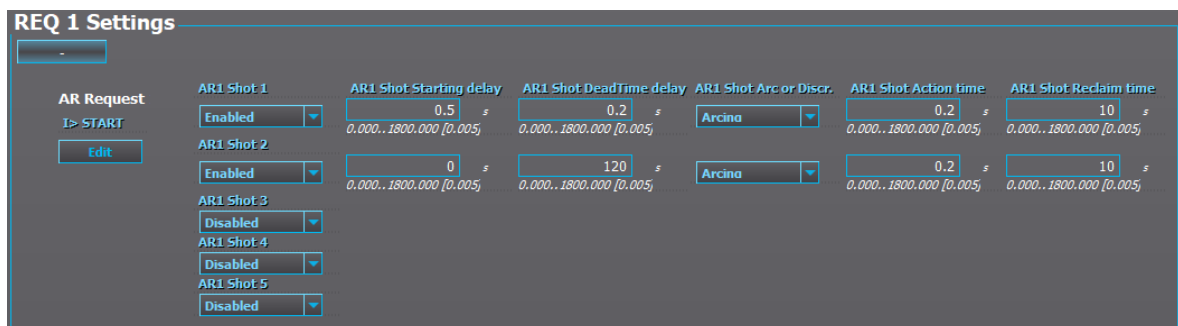 REQ 1 Settings
-
AR Request
I> START
Edit
AR1 Shot 1 AR1 Shot Starting delay AR1 Shot DeadTime delay AR1 Shot Arc or Discr. AR1 Shot Action time AR1 Shot Reclaim time
Enabled 0.5 s 0.2 s Arcing 0.2 s 10 s
0.000..1800.000 [0.005] 0.000..1800.000 [0.005] 0.000..1800.000 [0.005] 0.000..1800.000 [0.005]
AR1 Shot 2
Enabled 0 s 120 s Arcing 0.2 s 10 s
0.000..1800.000 [0.005] 0.000..1800.000 [0.005] 0.000..1800.000 [0.005] 0.000..1800.000 [0.005]
AR1 Shot 3
Disabled
AR1 Shot 4
Disabled
AR1 Shot 5
Disabled